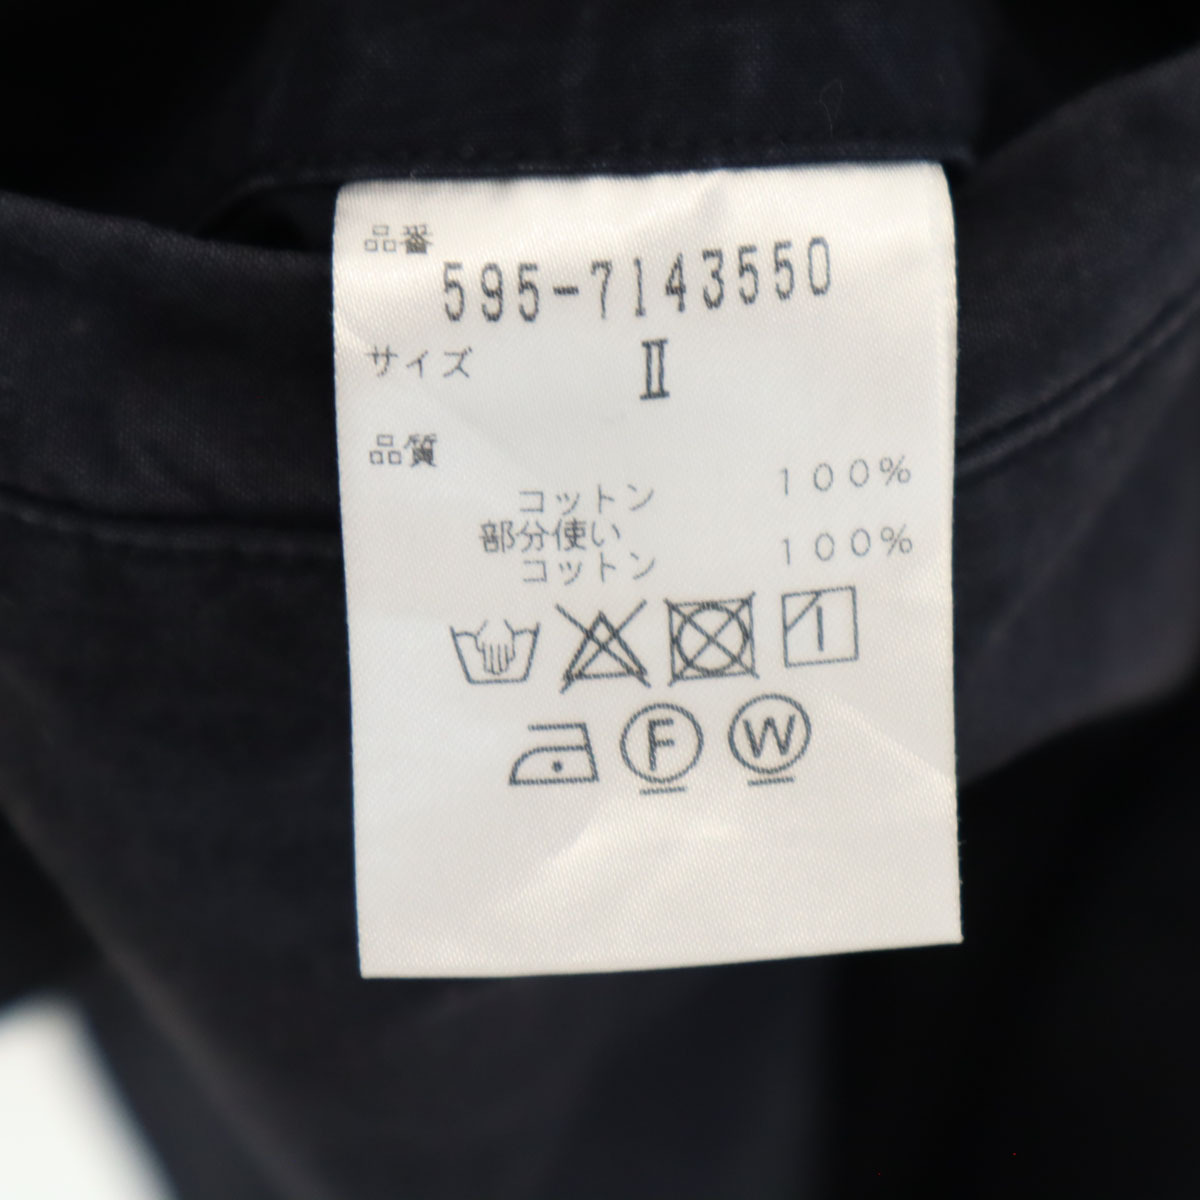 品番
595-7143550
サイズ Ⅱ
品質
コットン 100%
部分使い
コットン 100%
F W